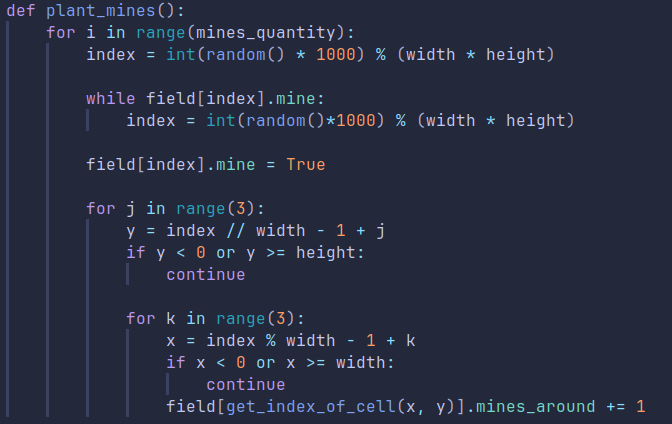 def plant_mines():
    for i in range(mines_quantity):
        index = int(random() * 1000) % (width * height)

        while field[index].mine:
            index = int(random()*1000) % (width * height)

        field[index].mine = True

        for j in range(3):
            y = index // width - 1 + j
            if y < 0 or y >= height:
                continue

            for k in range(3):
                x = index % width - 1 + k
                if x < 0 or x >= width:
                    continue
                field[get_index_of_cell(x, y)].mines_around += 1